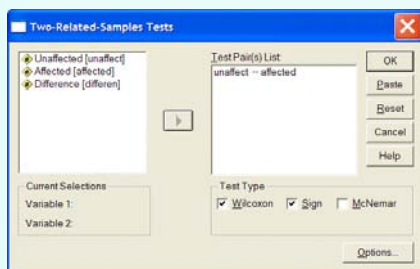 Two-Related-Samples Tests
Unaffected [unaffect]
Affected [affected]
Difference [differen]
Test Pair(s) List:
unaffect -- affected
OK
Paste
Reset
Cancel
Help
Current Selections
Variable 1:
Variable 2:
Test Type
Wilcoxon Sign McNemar
Options...